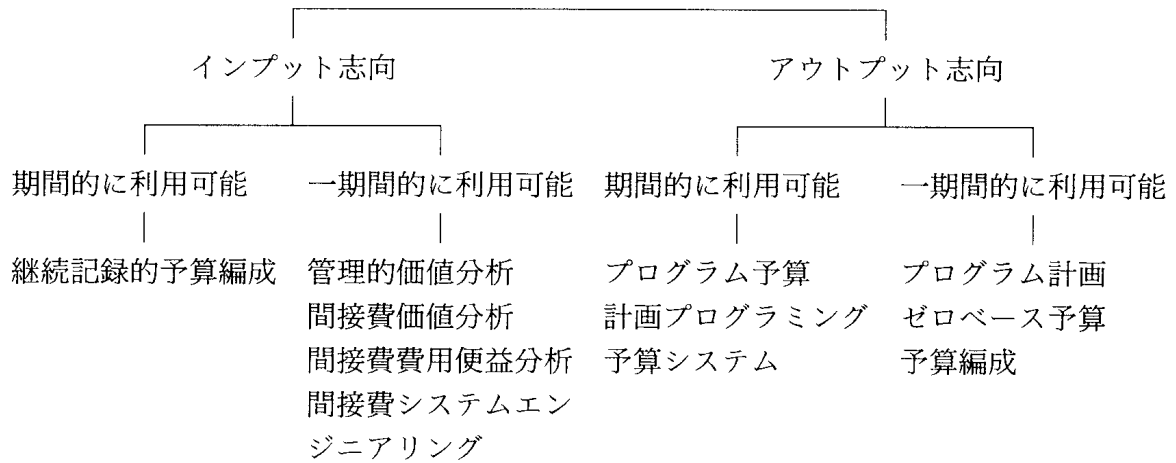 インプット志向 アウトプット志向
期間的に利用可能 一期間的に利用可能 期間的に利用可能 一期間的に利用可能
継続記録的予算編成 管理的価値分析 プログラム予算 プログラム計画
間接費価値分析 計画プログラミング ゼロベース予算
間接費費用便益分析 予算システム 予算編成
間接費システムエン
ジニアリング